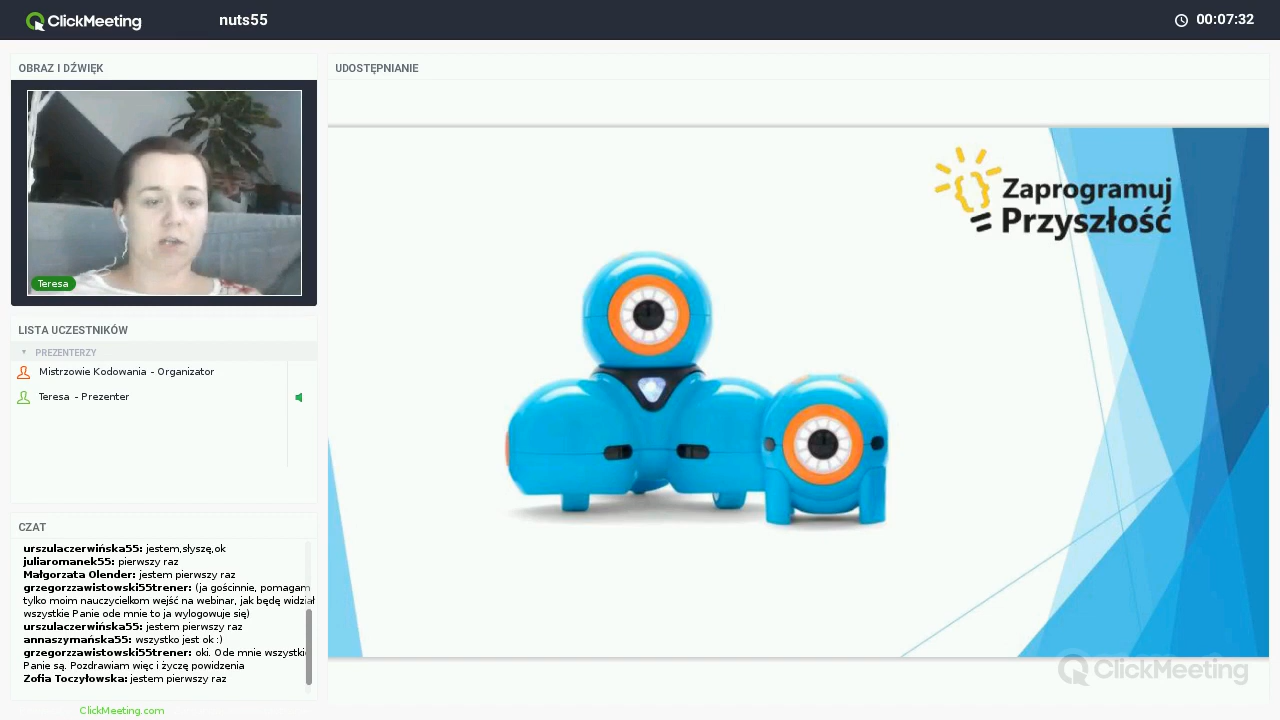 ClickMeeting
nuts55
00:07:32
OBRAZ I DŹWIĘK
Teresa
LISTA UCZESTNIKÓW
PREZENTERZY
Mistrzowie Kodowania - Organizator
Teresa - Prezenter
CZAT
urszulaczerwińska55: jestem,słyszę,ok
juliaromanek55: pierwszy raz
Małgorzata Olender: jestem pierwszy raz
grzegorzzawistowski55trener: (ja gościnnie, pomagam
tylko moim nauczycielkom wejść na webinar, jak będę widział
wszystkie Panie ode mnie to ja wylogowuje się)
urszulaczerwińska55: jestem pierwszy raz
annaszymańska55: wszystko jest ok :)
grzegorzzawistowski55trener: oki. Ode mnie wszystkie
Panie są. Pozdrawiam więc i życzę powidzenia
Zofia Toczyłowska: jestem pierwszy raz
ClickMeeting.com
UDOSTĘPNIANIE
Zaprogramuj
Przyszłość
ClickMeeting